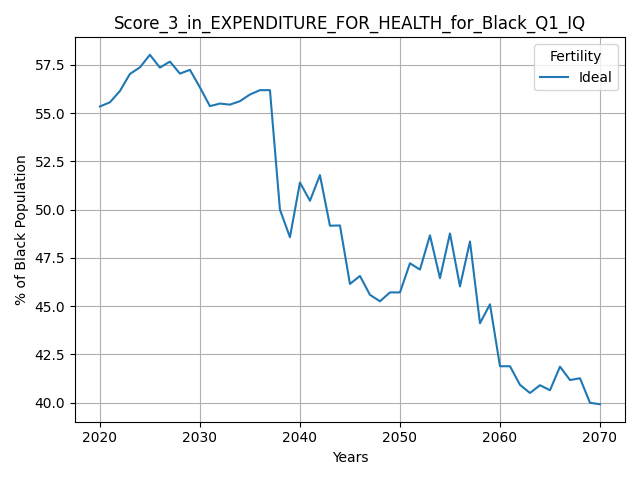 Score_3_in_EXPENDITURE_FOR_HEALTH_for_Black_Q1_IQ
Fertility
Ideal
% of Black Population
57.5
55.0
52.5
50.0
47.5
45.0
42.5
40.0
2020 2030 2040 2050 2060 2070
Years